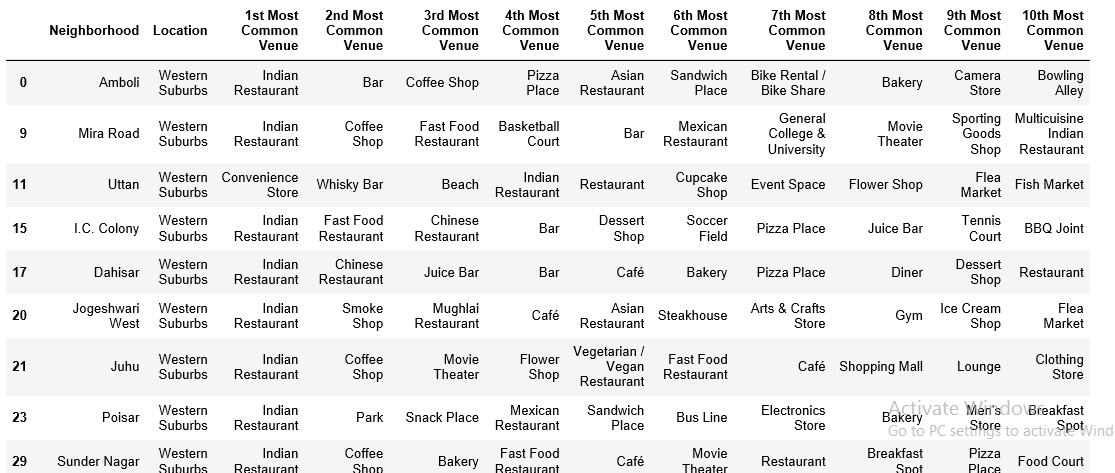 Neighborhood Location 1st Most Common Venue 2nd Most Common Venue 3rd Most Common Venue 4th Most Common Venue 5th Most Common Venue 6th Most Common Venue 7th Most Common Venue 8th Most Common Venue 9th Most Common Venue 10th Most Common Venue
0 Amboli Western Suburbs Indian Restaurant Bar Coffee Shop Pizza Place Asian Restaurant Sandwich Place Bike Rental / Bike Share Bakery Camera Store Bowling Alley
9 Mira Road Western Suburbs Indian Restaurant Coffee Shop Fast Food Restaurant Basketball Court Bar Mexican Restaurant General College & University Movie Theater Sporting Goods Shop Multicuisine Indian Restaurant
11 Uttan Western Suburbs Convenience Store Whisky Bar Beach Indian Restaurant Restaurant Cupcake Shop Event Space Flower Shop Flea Market Fish Market
15 I.C. Colony Western Suburbs Indian Restaurant Fast Food Restaurant Chinese Restaurant Bar Dessert Shop Soccer Field Pizza Place Juice Bar Tennis Court BBQ Joint
17 Dahisar Western Suburbs Indian Restaurant Chinese Restaurant Juice Bar Bar Café Bakery Pizza Place Diner Dessert Shop Restaurant
20 Jogeshwari West Western Suburbs Indian Restaurant Smoke Shop Mughlai Restaurant Café Asian Restaurant Steakhouse Arts & Crafts Store Gym Ice Cream Shop Flea Market
21 Juhu Western Suburbs Indian Restaurant Coffee Shop Movie Theater Flower Shop Vegetarian / Vegan Restaurant Fast Food Restaurant Café Shopping Mall Lounge Clothing Store
23 Poisar Western Suburbs Indian Restaurant Park Snack Place Mexican Restaurant Sandwich Place Bus Line Electronics Store Bakery Men's Store Breakfast Spot
29 Sunder Nagar Western Suburbs Indian Restaurant Coffee Shop Bakery Fast Food Restaurant Café Movie Theater Restaurant Breakfast Spot Pizza Place Food Court
Activate Windows
Go to PC settings to activate Wind